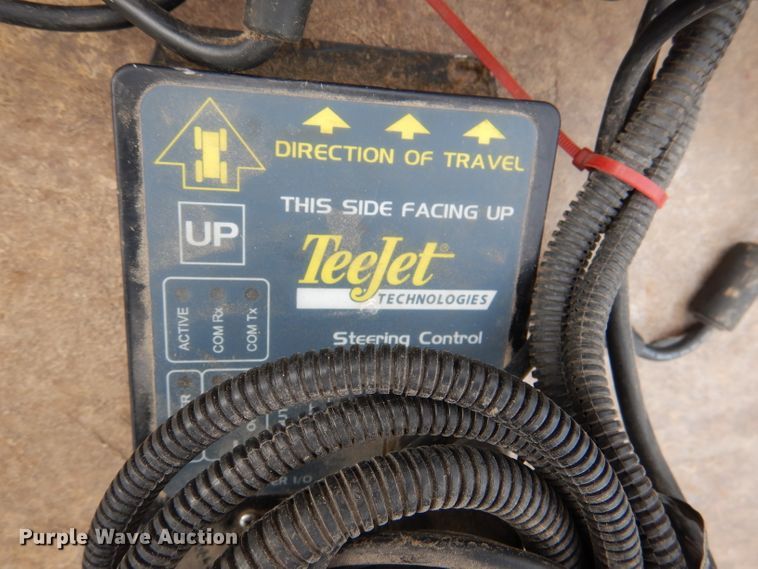 DIRECTION OF TRAVEL
THIS SIDE FACING UP
UP
TeeJet®
TECHNOLOGIES
ACTIVE
COM Rx
COM Tx
Steering Control
I/O
Purple Wave Auction